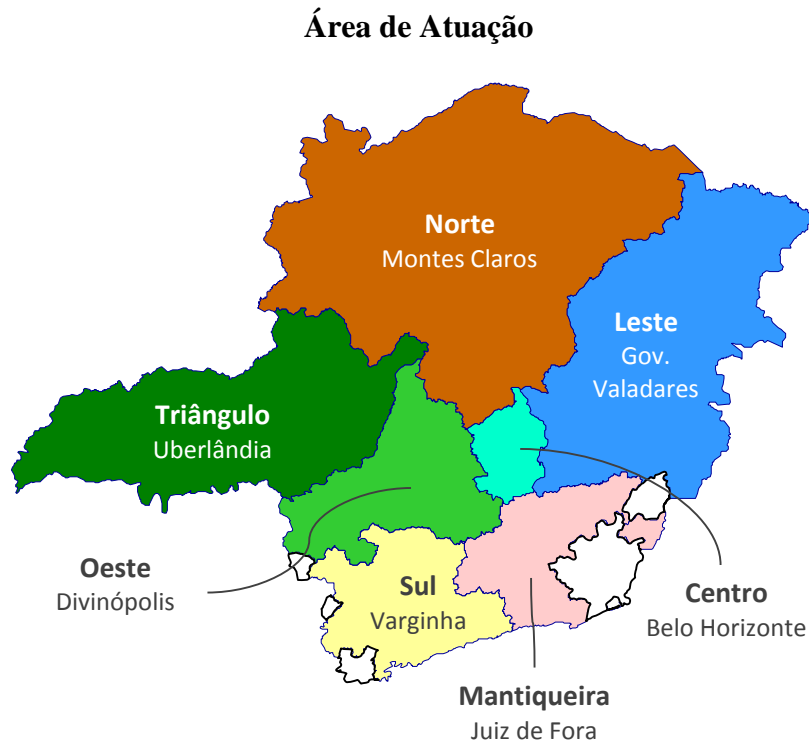 Área de Atuação
Norte
Montes Claros
Leste
Gov.
Valadares
Triângulo
Uberlândia
Oeste
Divinópolis
Sul
Varginha
Centro
Belo Horizonte
Mantiqueira
Juiz de Fora